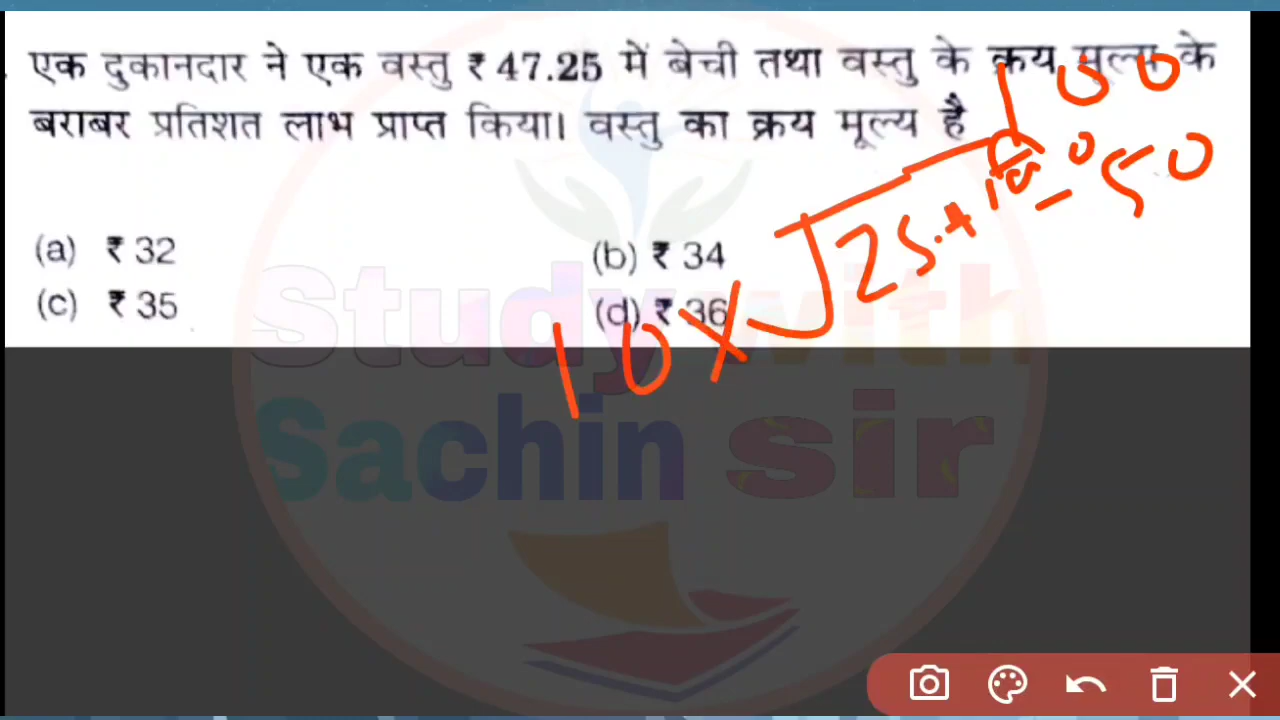 एक दुकानदार ने एक वस्तु ₹ 47.25 में बेची तथा वस्तु के क्रय मूल्य के
बराबर प्रतिशत लाभ प्राप्त किया। वस्तु का क्रय मूल्य है
(a) ₹ 32 (b) ₹ 34
(c) ₹ 35 (d) ₹ 36
10 × √25 + 100 - 50
Study with
Sachin sir